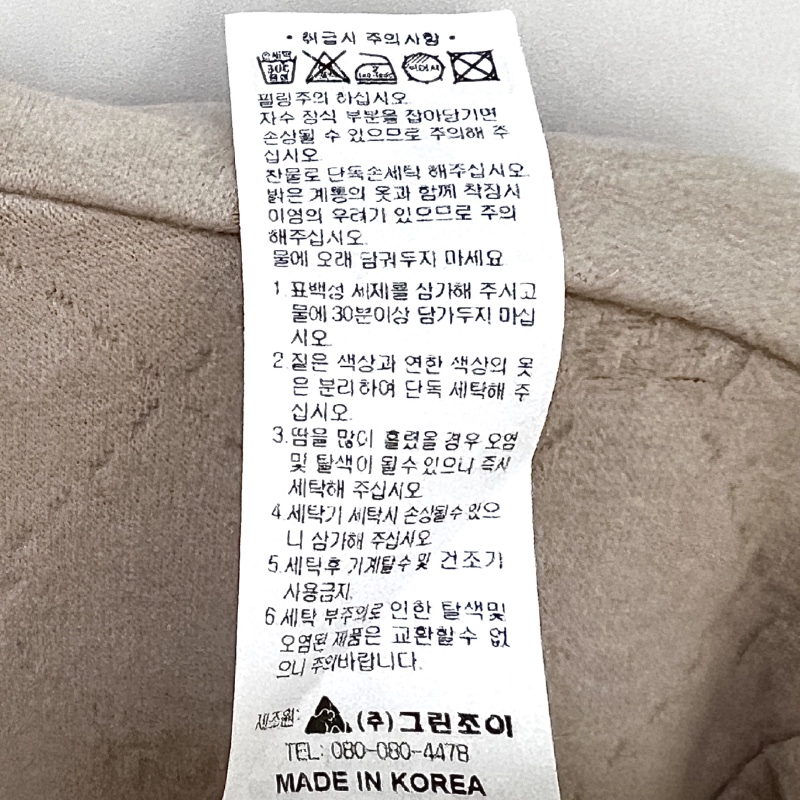 • 취급시 주의사항 •
필링주의 하십시오.
자수 장식 부분을 잡아당기면
손상될 수 있으므로 주의해 주
십시오.
찬물로 단독손세탁 해주십시오.
밝은 계통의 옷과 함께 착장시
이염의 우려가 있으므로 주의
해주십시오.
물에 오래 담궈두지 마세요
1.표백성 세제를 삼가해 주시고
물에 30분이상 담가두지 마십
시오.
2.짙은 색상과 연한 색상의 옷
은 분리하여 단독 세탁해 주
십시오.
3.땀을 많이 흘렸을 경우 오염
및 탈색이 될수 있으니 즉시
세탁해 주십시오
4.세탁기 세탁시 손상될수 있으
니 삼가해 주십시오
5.세탁후 기계탈수 및 건조기
사용금지.
6.세탁 부주의로 인한 탈색및
오염된 제품은 교환할수 없
으니 주의바랍니다.
제조원: (주)그린조이
TEL: 080-080-4478
MADE IN KOREA